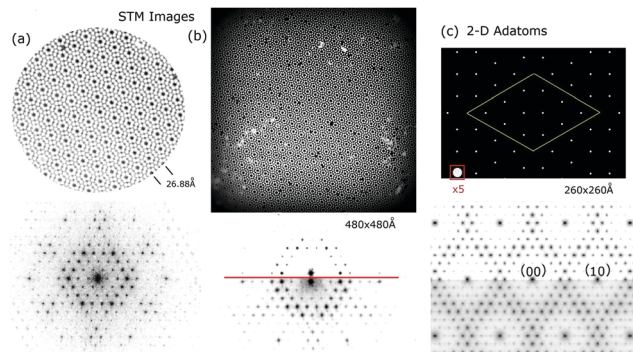 STM Images
(a)
(b)
(c) 2-D Adatoms
26.88Å
x5
260x260Å
480x480Å
(00)
(10)